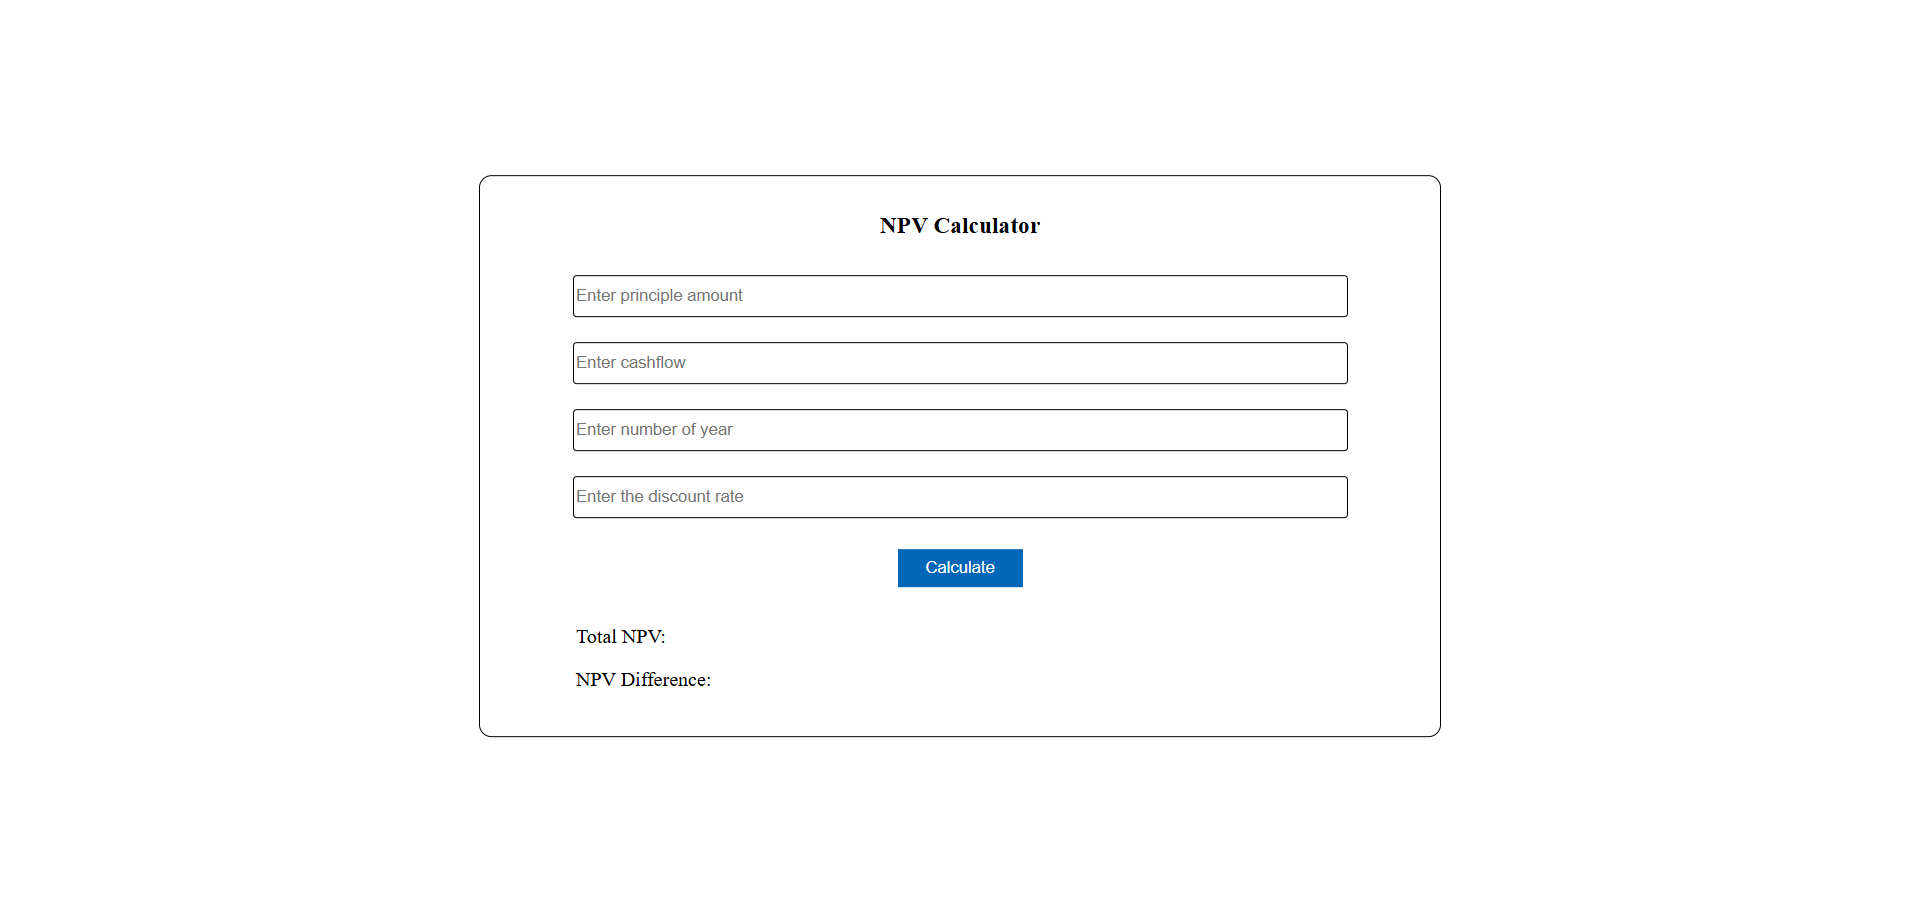 NPV Calculator
Enter principle amount
Enter cashflow
Enter number of year
Enter the discount rate
Calculate
Total NPV:
NPV Difference: